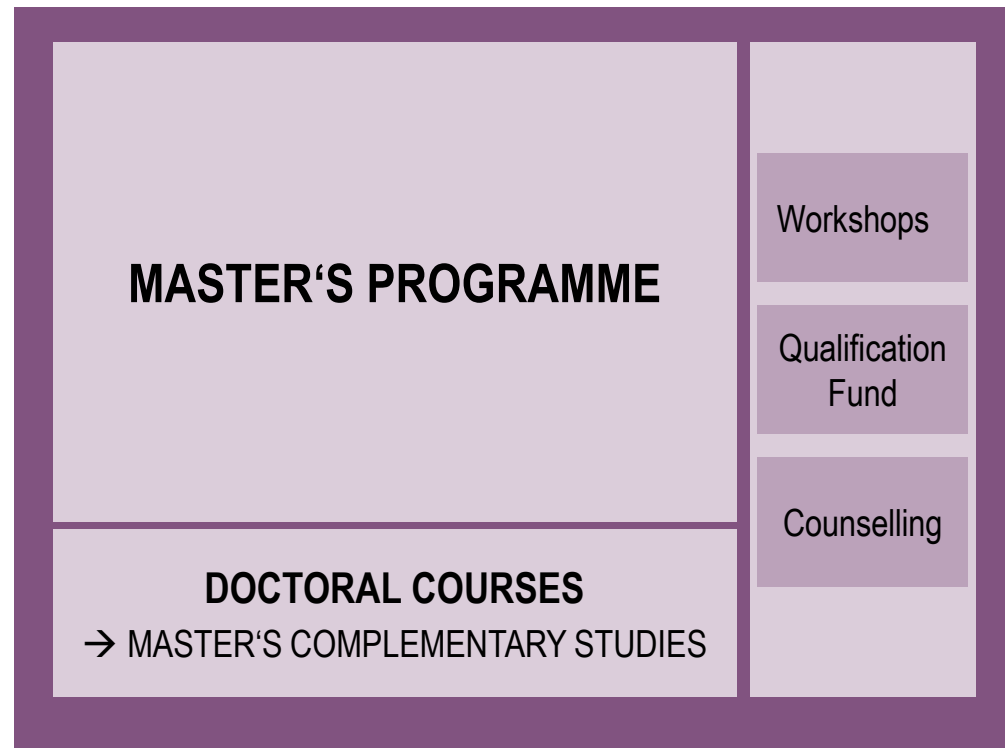 MASTER‘S PROGRAMME
DOCTORAL COURSES
→ MASTER‘S COMPLEMENTARY STUDIES
Workshops
Qualification
Fund
Counselling